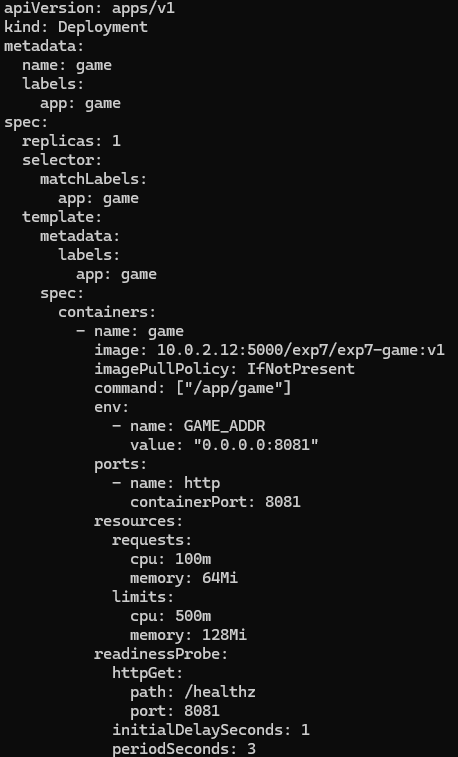 apiVersion: apps/v1
kind: Deployment
metadata:
  name: game
  labels:
    app: game
spec:
  replicas: 1
  selector:
    matchLabels:
      app: game
  template:
    metadata:
      labels:
        app: game
    spec:
      containers:
        - name: game
          image: 10.0.2.12:5000/exp7/exp7-game:v1
          imagePullPolicy: IfNotPresent
          command: ["/app/game"]
          env:
            - name: GAME_ADDR
              value: "0.0.0.0:8081"
          ports:
            - name: http
              containerPort: 8081
          resources:
            requests:
              cpu: 100m
              memory: 64Mi
            limits:
              cpu: 500m
              memory: 128Mi
          readinessProbe:
            httpGet:
              path: /healthz
              port: 8081
            initialDelaySeconds: 1
            periodSeconds: 3